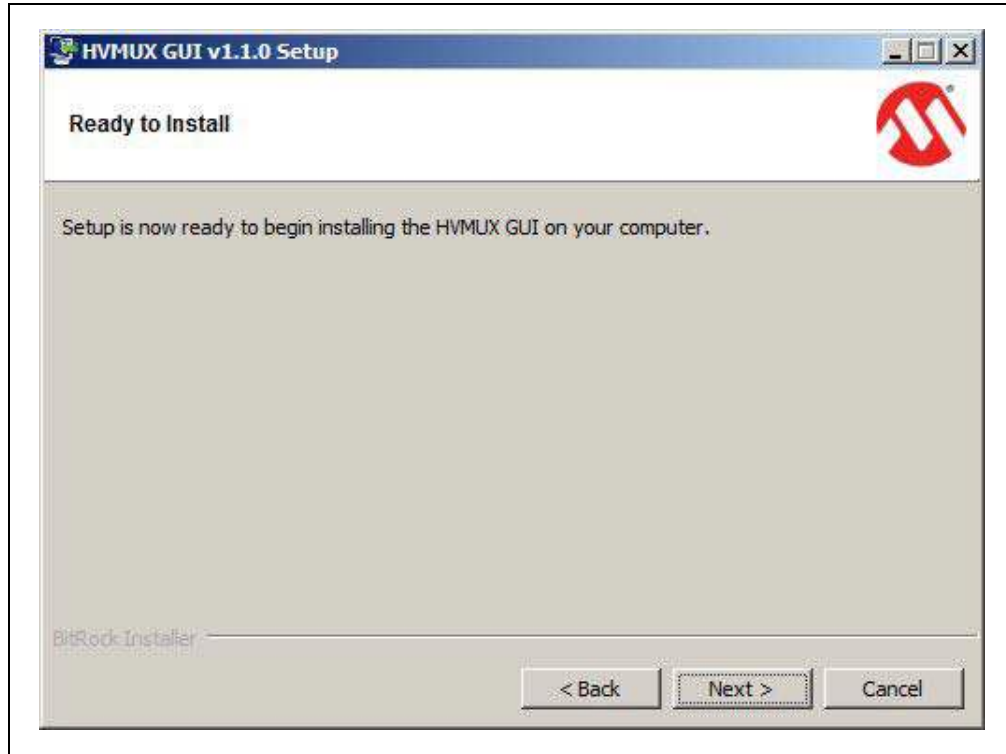 HVMUX GUI v1.1.0 Setup
Ready to Install
Setup is now ready to begin installing the HVMUX GUI on your computer.
BitRock Installer
< Back
Next >
Cancel